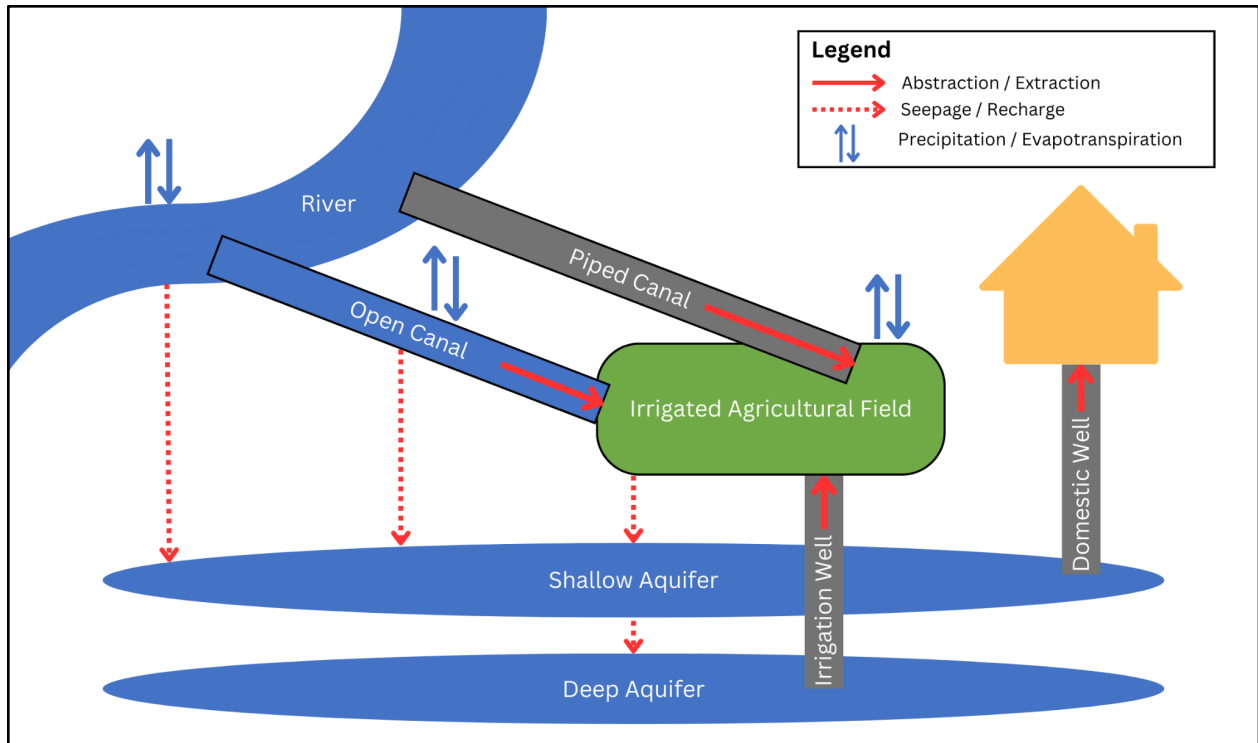 Legend
Abstraction / Extraction
Seepage / Recharge
Precipitation / Evapotranspiration
River
Piped Canal
Open Canal
Irrigated Agricultural Field
Domestic Well
Irrigation Well
Shallow Aquifer
Deep Aquifer